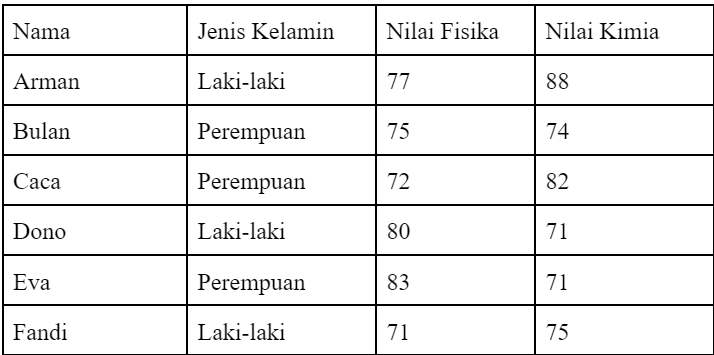 Nama Jenis Kelamin Nilai Fisika Nilai Kimia
Arman Laki-laki 77 88
Bulan Perempuan 75 74
Caca Perempuan 72 82
Dono Laki-laki 80 71
Eva Perempuan 83 71
Fandi Laki-laki 71 75